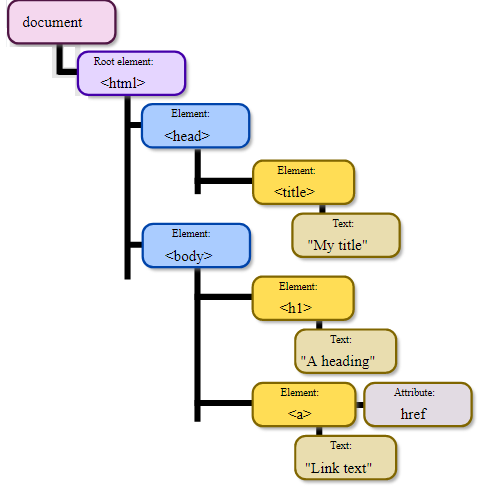 document
Root element:
<html>
Element:
<head>
Element:
<title>
Text:
"My title"
Element:
<body>
Element:
<h1>
Text:
"A heading"
Element:
<a>
Attribute:
href
Text:
"Link text"